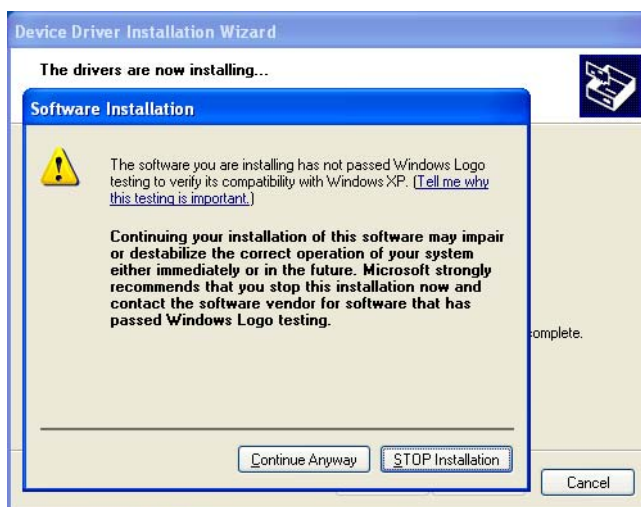 Device Driver Installation Wizard
The drivers are now installing...
Software Installation
The software you are installing has not passed Windows Logo
testing to verify its compatibility with Windows XP. (Tell me why
this testing is important.)
Continuing your installation of this software may impair
or destabilize the correct operation of your system
either immediately or in the future. Microsoft strongly
recommends that you stop this installation now and
contact the software vendor for software that has
passed Windows Logo testing.
omplete.
Continue Anyway
STOP Installation
Cancel